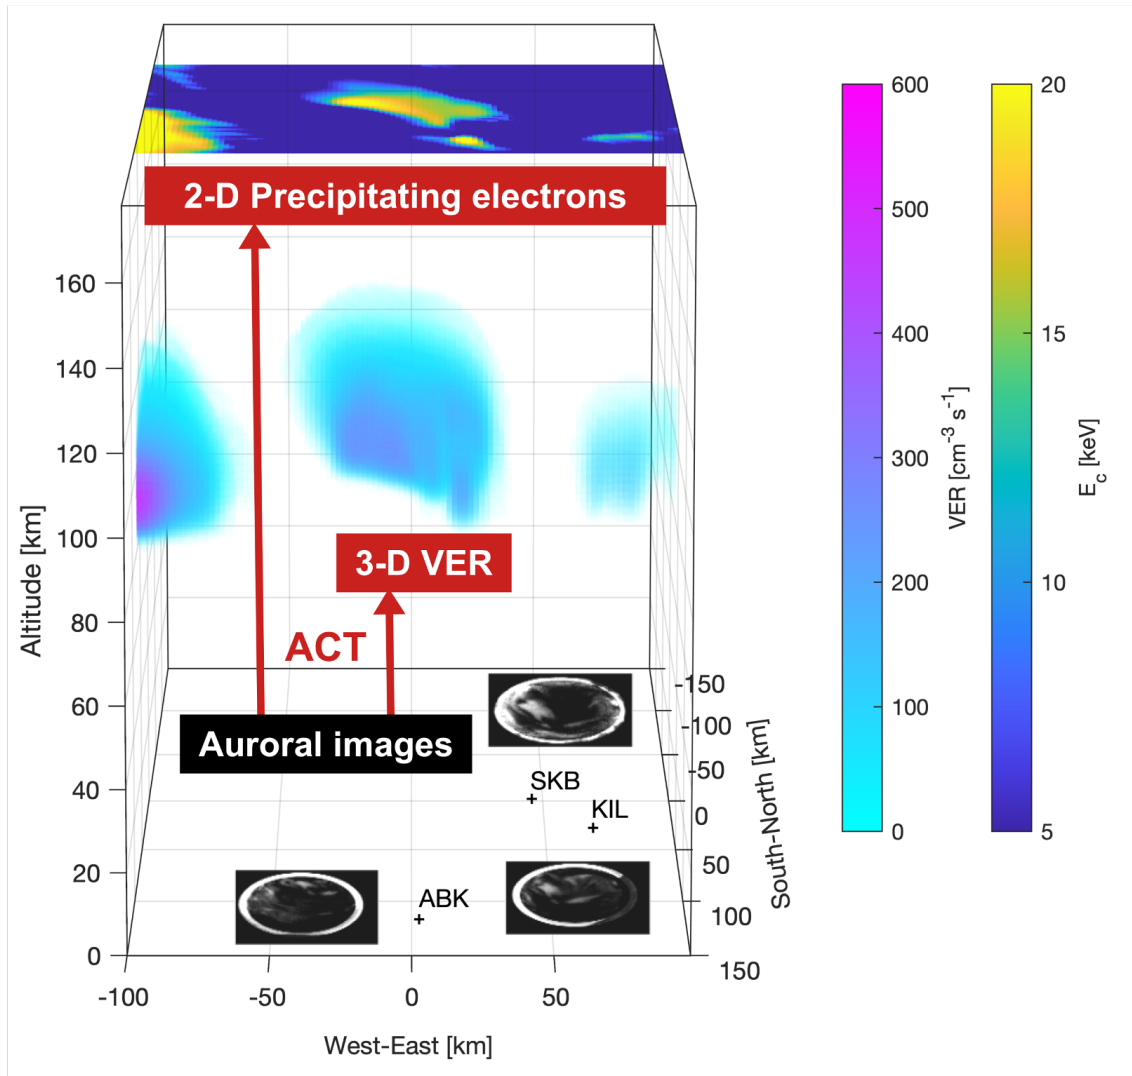 2-D Precipitating electrons
3-D VER
ACT
Auroral images
SKB
KIL
ABK
Altitude [km]
160
140
120
100
80
60
40
20
0
-100
-50
0
50
West-East [km]
-150
-100
-50
0
50
100
150
South-North [km]
600
500
400
300
200
100
0
VER [cm-3 s-1]
20
15
10
5
Ec [keV]